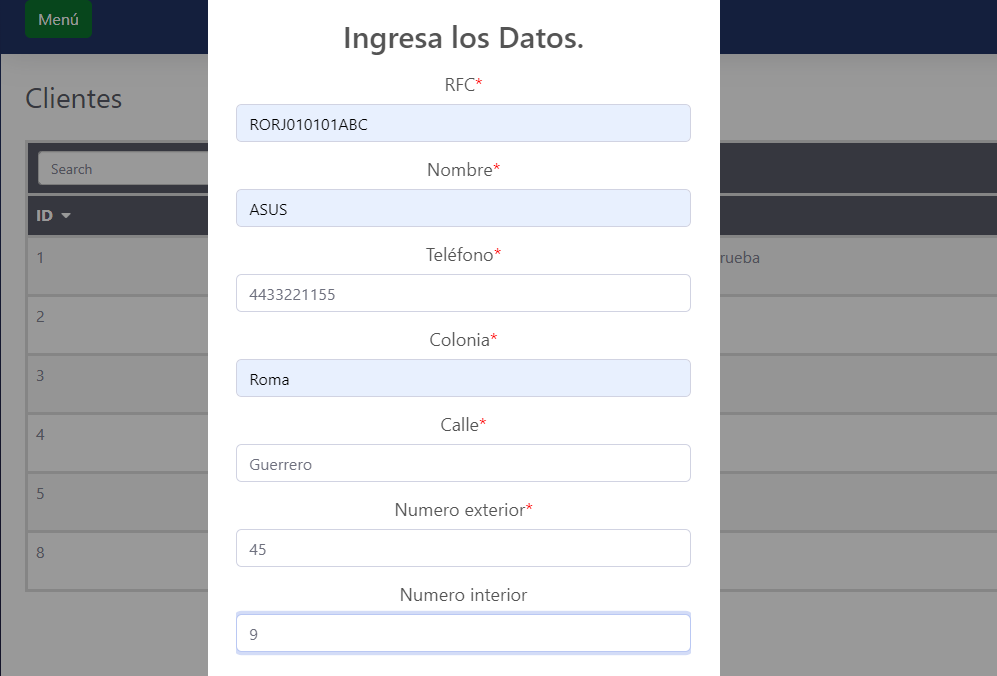 Menú
Clientes
Search
ID
1
rueba
2
3
4
5
8
Ingresa los Datos.
RFC*
RORJ010101ABC
Nombre*
ASUS
Teléfono*
4433221155
Colonia*
Roma
Calle*
Guerrero
Numero exterior*
45
Numero interior
9